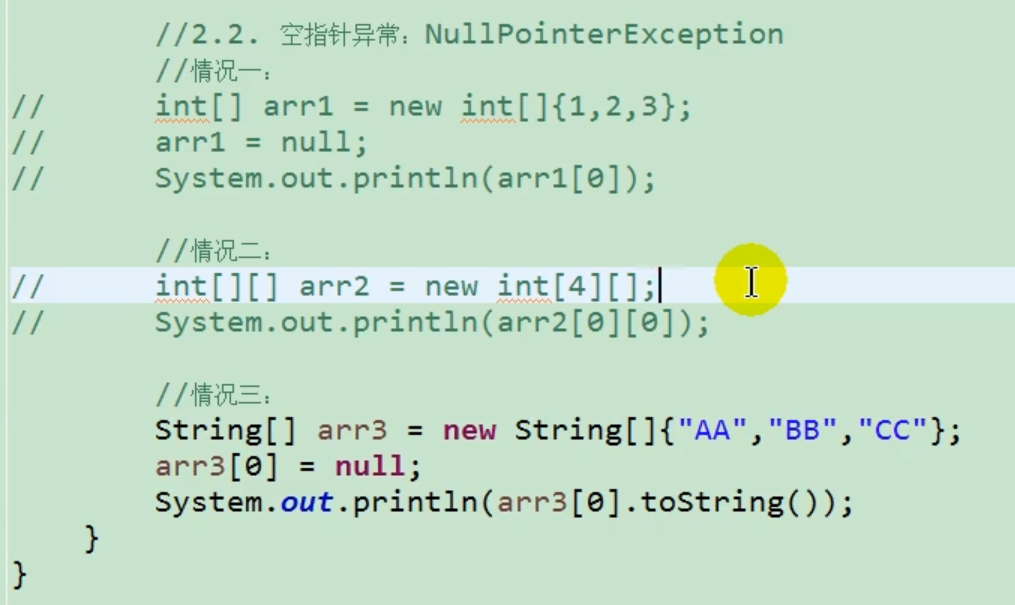 //2.2. 空指针异常：NullPointerException
//情况一：
// int[] arr1 = new int[]{1,2,3};
// arr1 = null;
// System.out.println(arr1[0]);
//情况二：
// int[][] arr2 = new int[4][];
// System.out.println(arr2[0][0]);
//情况三：
String[] arr3 = new String[]{"AA","BB","CC"};
arr3[0] = null;
System.out.println(arr3[0].toString());
}
}